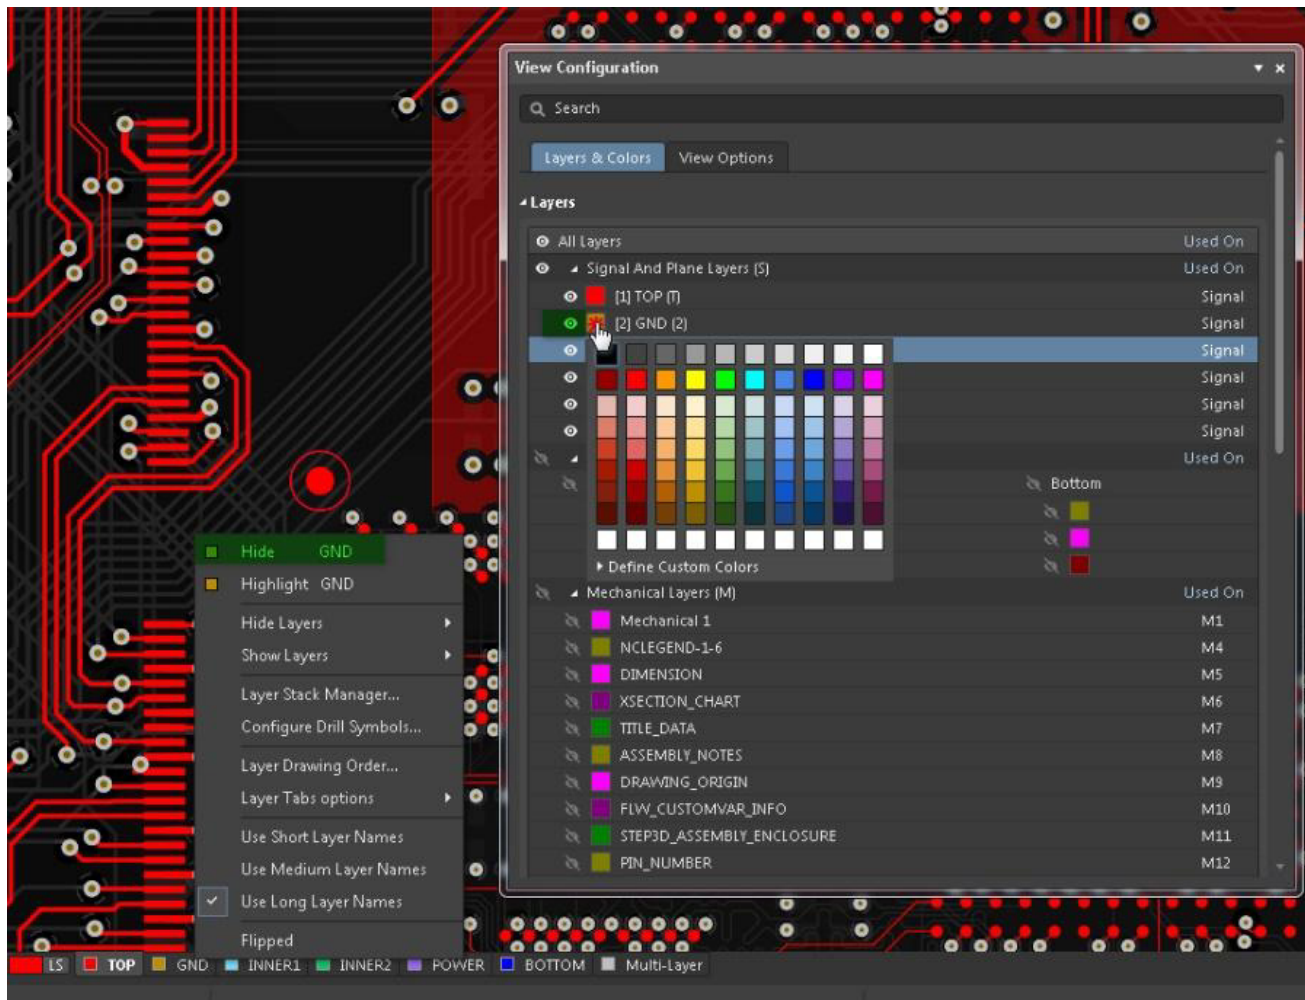 View Configuration
Search
Layers & Colors View Options
Layers
All Layers Used On
Signal And Plane Layers (S) Used On
[1] TOP (T) Signal
[2] GND (2) Signal
Signal
Signal
Signal
Signal
Used On
Bottom
Define Custom Colors
Mechanical Layers (M) Used On
Mechanical 1 M1
NCLEGEND-1-6 M4
DIMENSION M5
XSECTION_CHART M6
TITLE_DATA M7
ASSEMBLY_NOTES M8
DRAWING_ORIGIN M9
FLW_CUSTOMVAR_INFO M10
STEP3D_ASSEMBLY_ENCLOSURE M11
PIN_NUMBER M12
Hide GND
Highlight GND
Hide Layers
Show Layers
Layer Stack Manager...
Configure Drill Symbols...
Layer Drawing Order...
Layer Tabs options
Use Short Layer Names
Use Medium Layer Names
Use Long Layer Names
Flipped
LS TOP GND INNER1 INNER2 POWER BOTTOM Multi-Layer